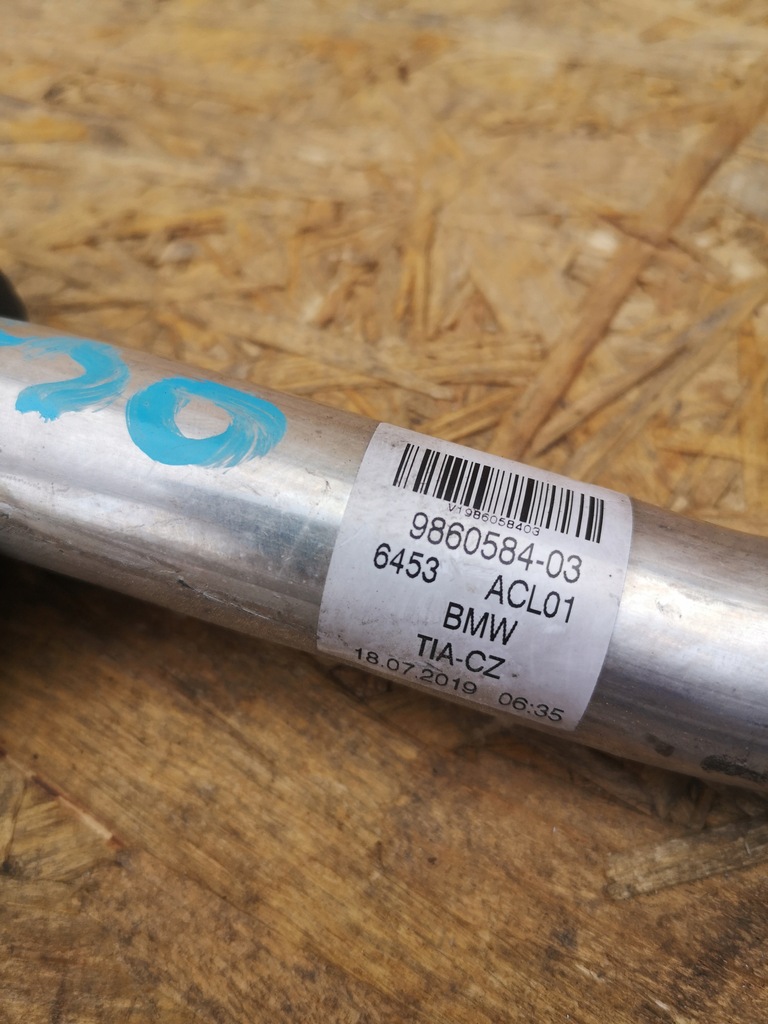 V1986058403
9860584-03
6453 ACL01
BMW
TIA-CZ
18.07.2019 06:35